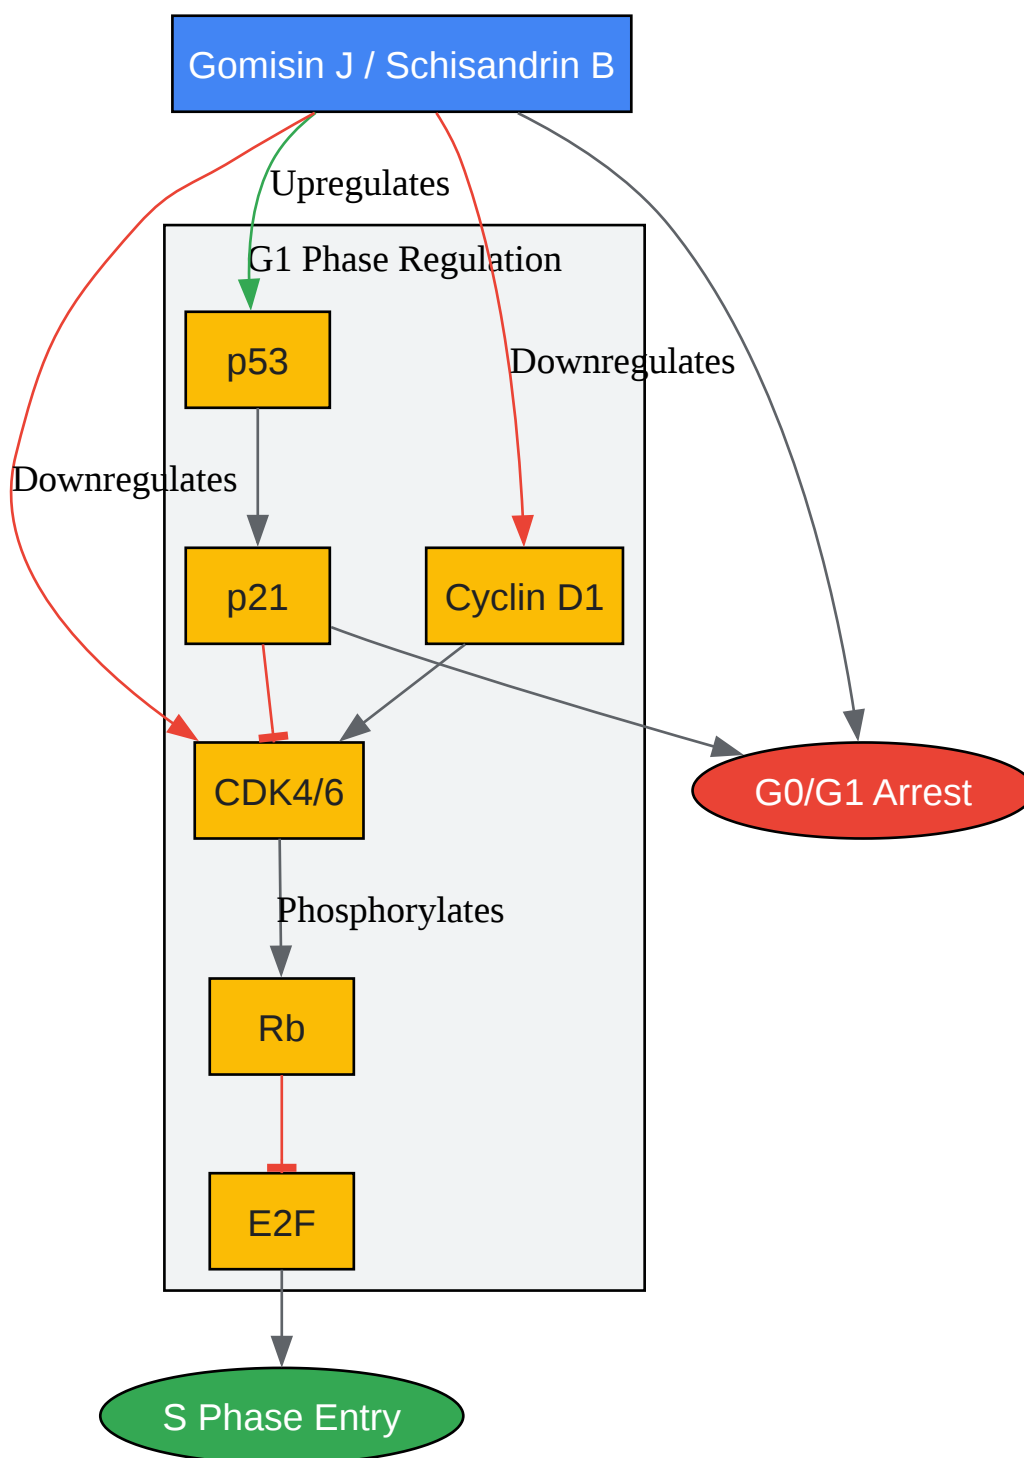 Gomisin J / Schisandrin B
Upregulates
G1 Phase Regulation
p53
Downregulates
Downregulates
p21
Cyclin D1
CDK4/6
G0/G1 Arrest
Phosphorylates
Rb
E2F
S Phase Entry